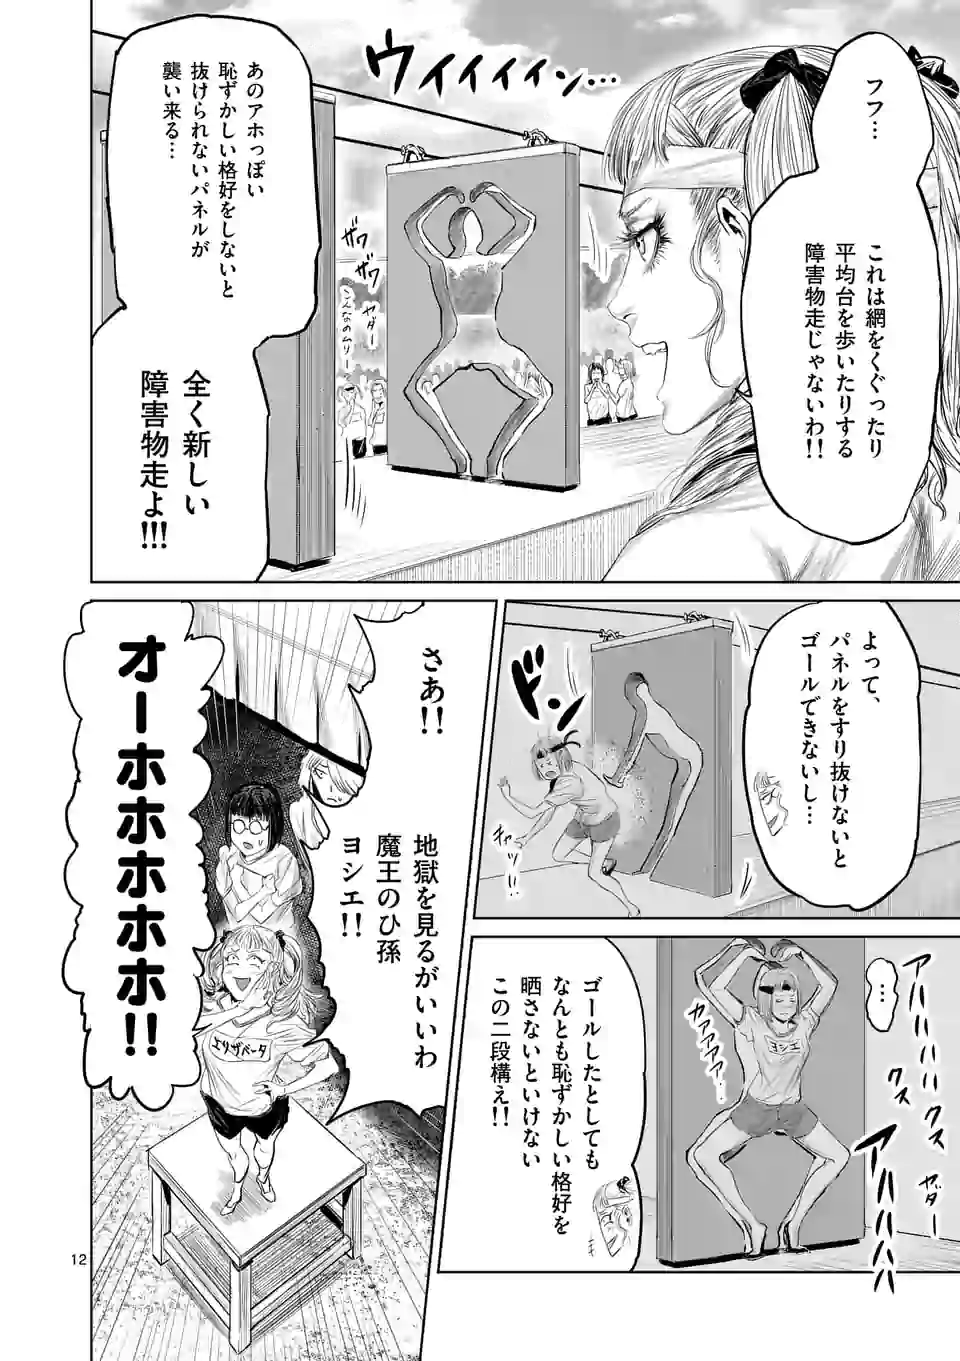 フフ…
これは網をくぐったり
平均台を歩いたりする
障害物走じゃないわ!!
ウィイイイン…
ザワ
ザワ
ヤダー
こんなのムリー
あのアホっぽい
恥ずかしい格好をしないと
抜けられないパネルが
襲い来る…
全く新しい
障害物走よ!!!
よって、
パネルをすり抜けないと
ゴールできないし…
ドンッ
キャッ!!
…
アハハハハ
クス
クス
ヤダー
アハハハハ
カアアアア…
ゴールしたとしても
なんとも恥ずかしい格好を
晒さないといけない
この二段構え!!
ヨシエ
さあ!!
地獄を見るがいいわ
魔王のひ孫
ヨシエ!!
オーホホホホホ!!
エリザベータ
12